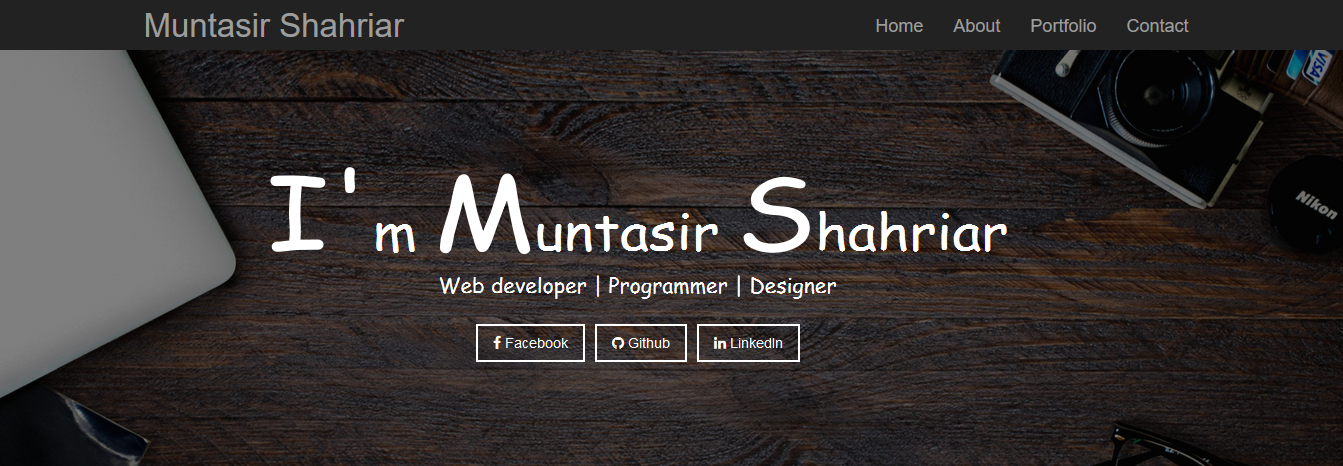 Muntasir Shahriar Home About Portfolio Contact
VISA
Nikon
I'm Muntasir Shahriar
Web developer | Programmer | Designer
Facebook Github LinkedIn